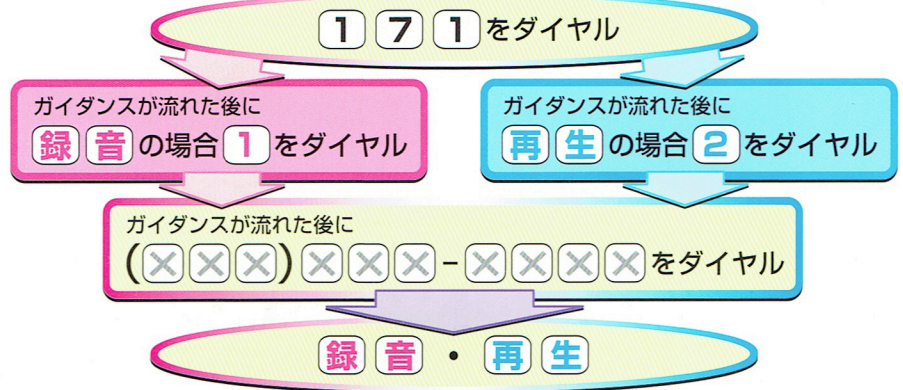 171をダイヤル
ガイダンスが流れた後に
録音の場合1をダイヤル
ガイダンスが流れた後に
再生の場合2をダイヤル
ガイダンスが流れた後に
(×××)×××-××××をダイヤル
録音・再生